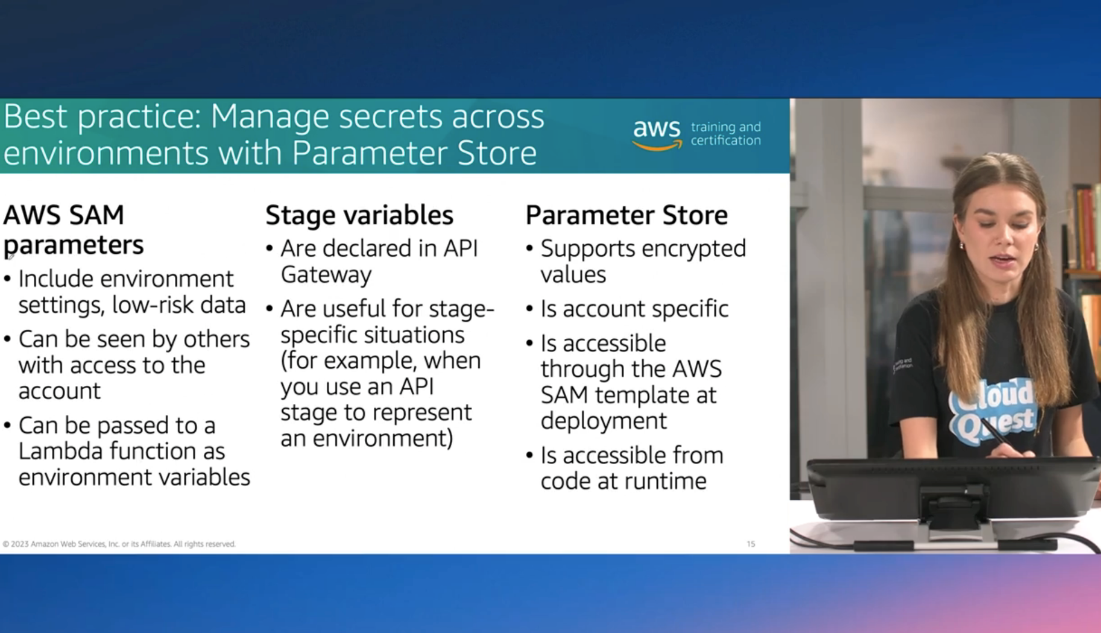 Best practice: Manage secrets across
environments with Parameter Store
aws training and
certification
AWS SAM
parameters
• Include environment
settings, low-risk data
• Can be seen by others
with access to the
account
• Can be passed to a
Lambda function as
environment variables
Stage variables
• Are declared in API
Gateway
• Are useful for stage-
specific situations
(for example, when
you use an API
stage to represent
an environment)
Parameter Store
• Supports encrypted
values
• Is account specific
• Is accessible
through the AWS
SAM template at
deployment
• Is accessible from
code at runtime
© 2023 Amazon Web Services, Inc. or its Affiliates. All rights reserved.
15
Cloud
Quest